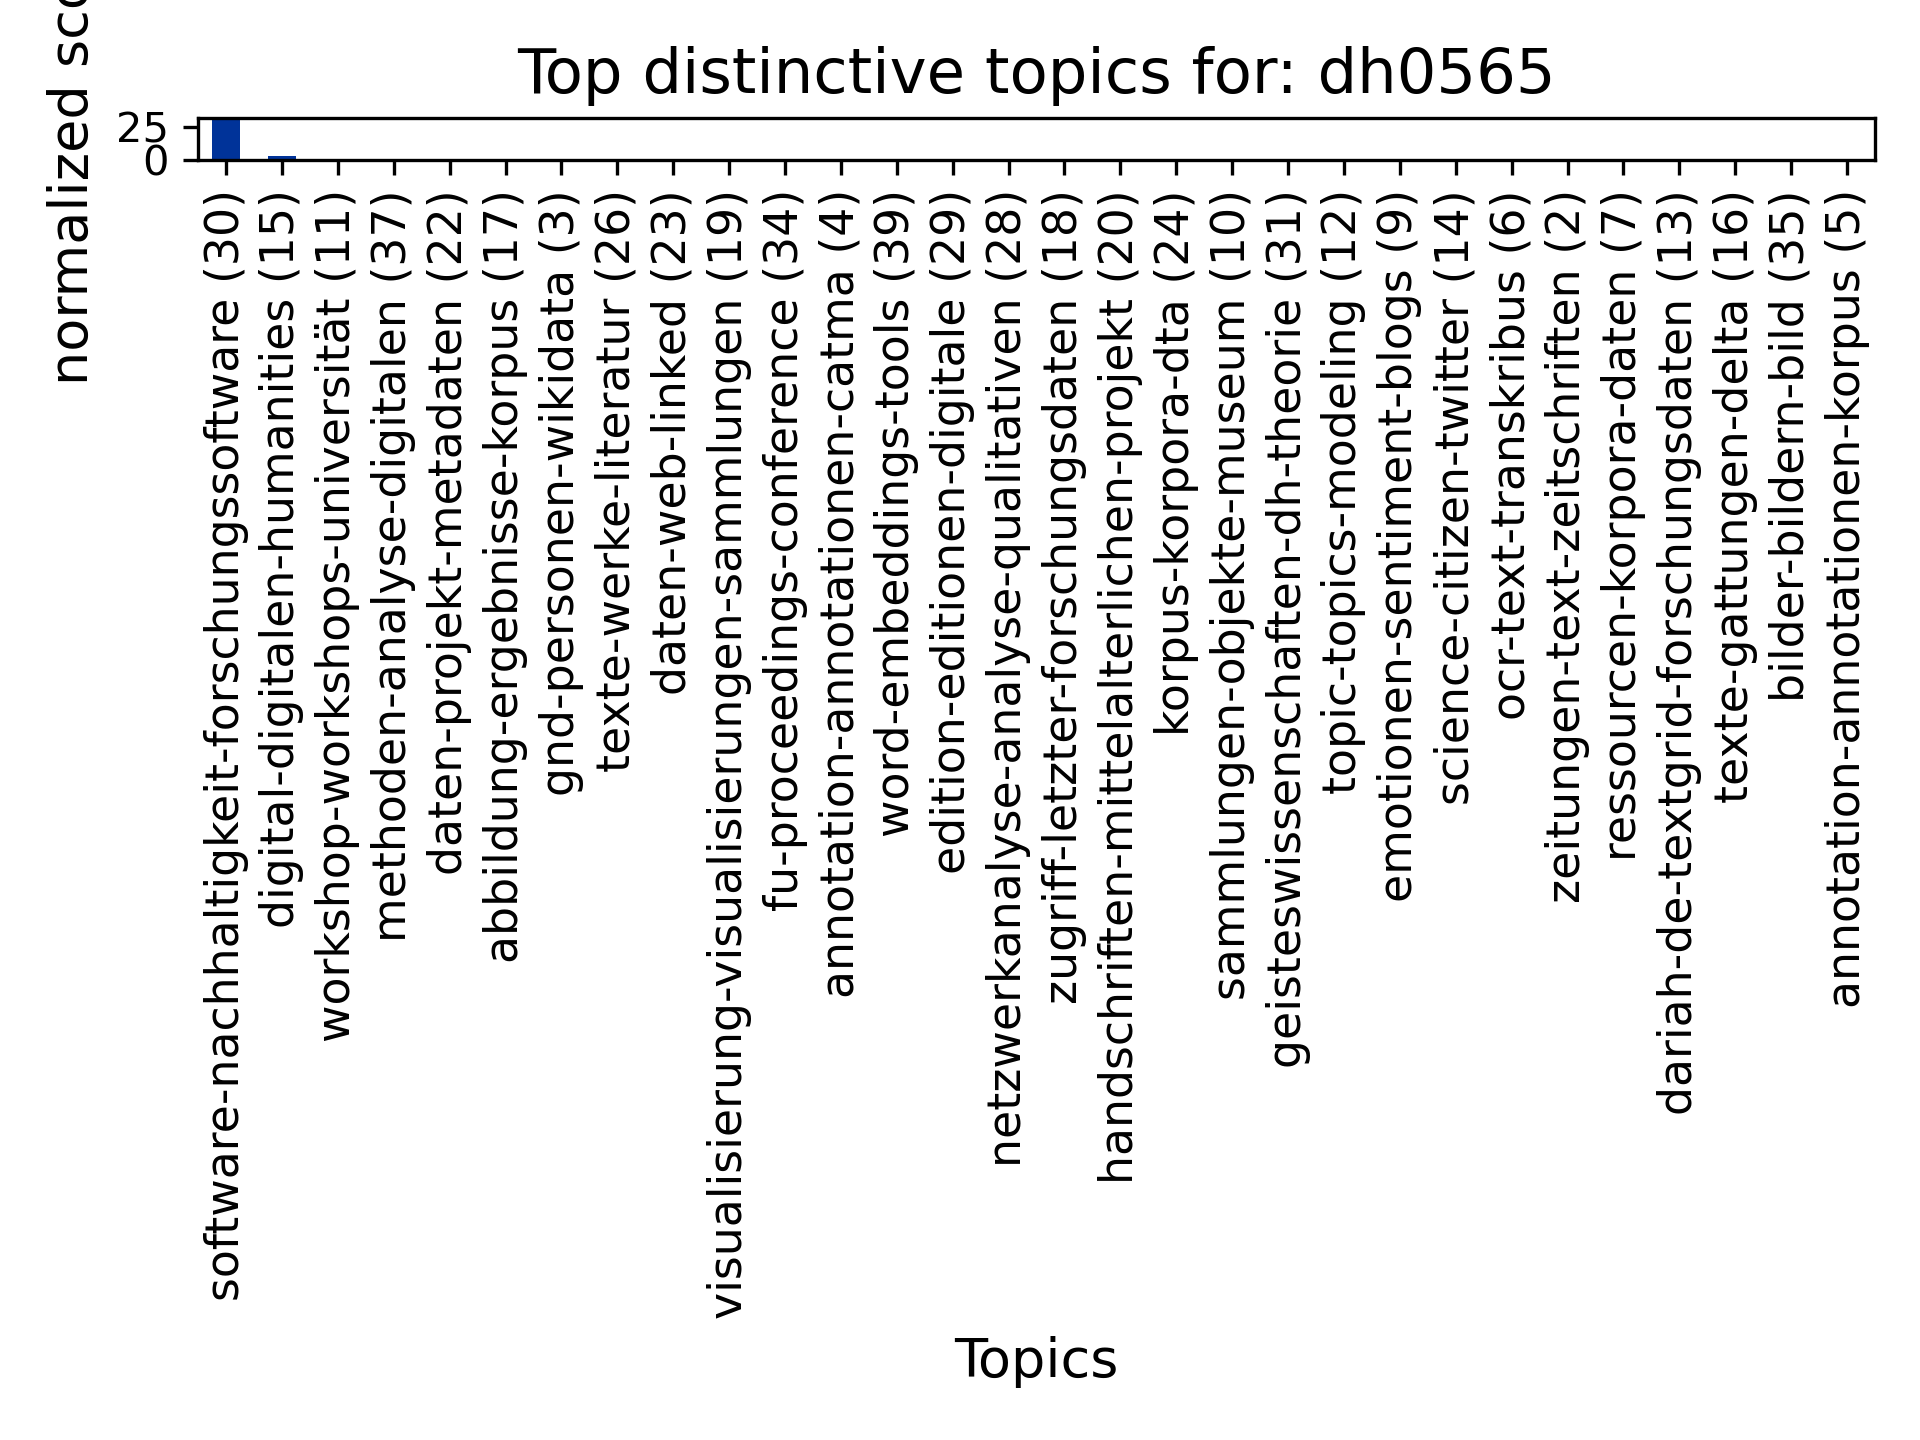 Top distinctive topics for: dh0565
normalized
25
0
software-nachhaltigkeit-forschungssoftware (30)
digital-digitalen-humanities (15)
workshop-workshops-universität (11)
methoden-analyse-digitalen (37)
daten-projekt-metadaten (22)
abbildung-ergebnisse-korpus (17)
gnd-personen-wikidata (3)
texte-werke-literatur (26)
daten-web-linked (23)
visualisierung-visualisierungen-sammlungen (19)
fu-proceedings-conference (34)
annotation-annotationen-catma (4)
word-embeddings-tools (39)
edition-editionen-digitale (29)
netzwerkanalyse-analyse-qualitativen (28)
zugriff-letzter-forschungsdaten (18)
handschriften-mittelalterlichen-projekt (20)
korpus-korpora-dta (24)
sammlungen-objekte-museum (10)
geisteswissenschaften-dh-theorie (31)
topic-topics-modeling (12)
emotionen-sentiment-blogs (9)
science-citizen-twitter (14)
ocr-text-transkribus (6)
zeitungen-text-zeitschriften (2)
ressourcen-korpora-daten (7)
dariah-de-textgrid-forschungsdaten (13)
texte-gattungen-delta (16)
bilder-bildern-bild (35)
annotation-annotationen-korpus (5)
Topics